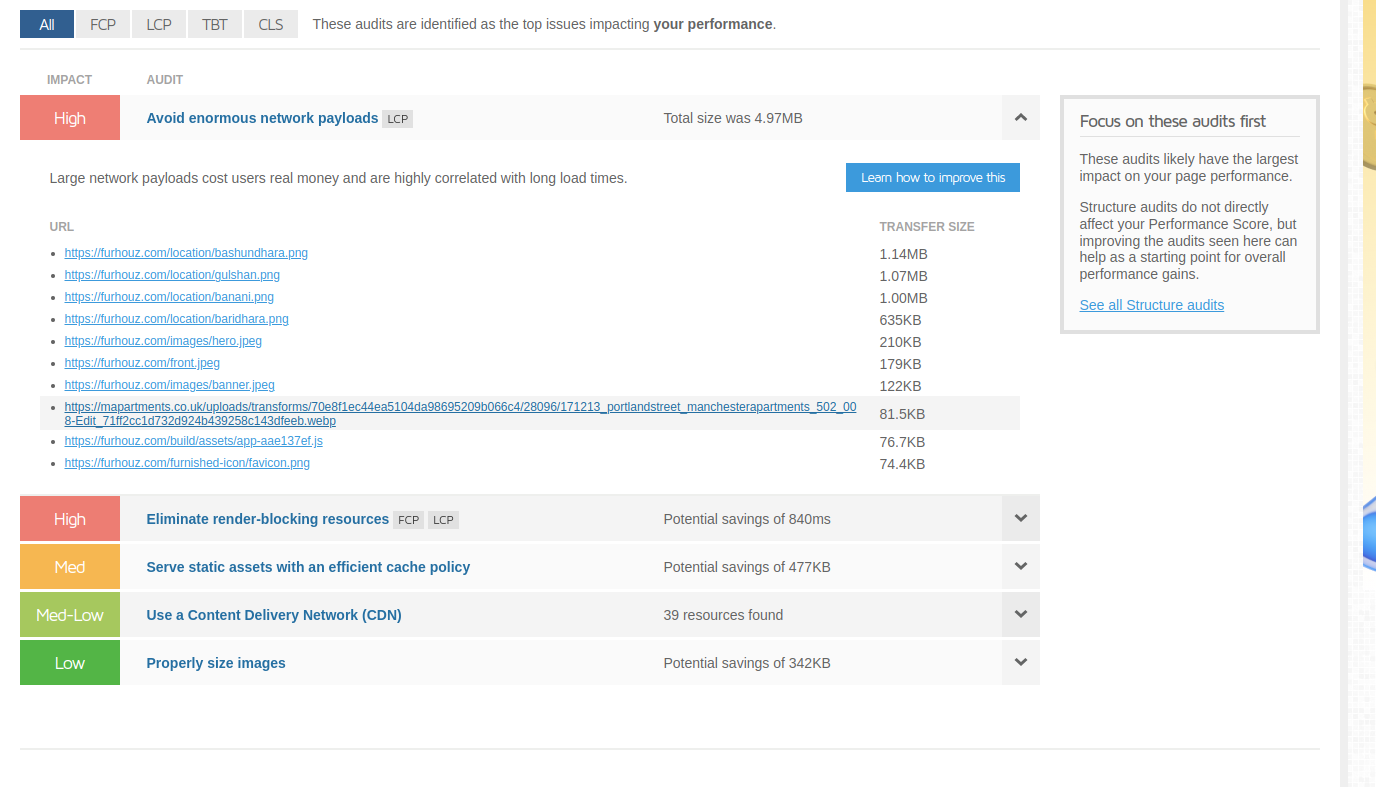 All FCP LCP TBT CLS These audits are identified as the top issues impacting your performance.
IMPACT AUDIT
High Avoid enormous network payloads LCP Total size was 4.97MB
Large network payloads cost users real money and are highly correlated with long load times. Learn how to improve this
URL TRANSFER SIZE
https://furhouz.com/location/bashundhara.png 1.14MB
https://furhouz.com/location/gulshan.png 1.07MB
https://furhouz.com/location/banani.png 1.00MB
https://furhouz.com/location/baridhara.png 635KB
https://furhouz.com/images/hero.jpeg 210KB
https://furhouz.com/front.jpeg 179KB
https://furhouz.com/images/banner.jpeg 122KB
https://mapartments.co.uk/uploads/transforms/70e8f1ec44ea5104da98695209b066c4/28096/171213_portlandstreet_manchesterapartments_502_00
8-Edit_71ff2cc1d732d924b439258c143dfeeb.webp 81.5KB
https://furhouz.com/build/assets/app-aae137ef.js 76.7KB
https://furhouz.com/furnished-icon/favicon.png 74.4KB
High Eliminate render-blocking resources FCP LCP Potential savings of 840ms
Med Serve static assets with an efficient cache policy Potential savings of 477KB
Med-Low Use a Content Delivery Network (CDN) 39 resources found
Low Properly size images Potential savings of 342KB
Focus on these audits first
These audits likely have the largest
impact on your page performance.
Structure audits do not directly
affect your Performance Score, but
improving the audits seen here can
help as a starting point for overall
performance gains.
See all Structure audits